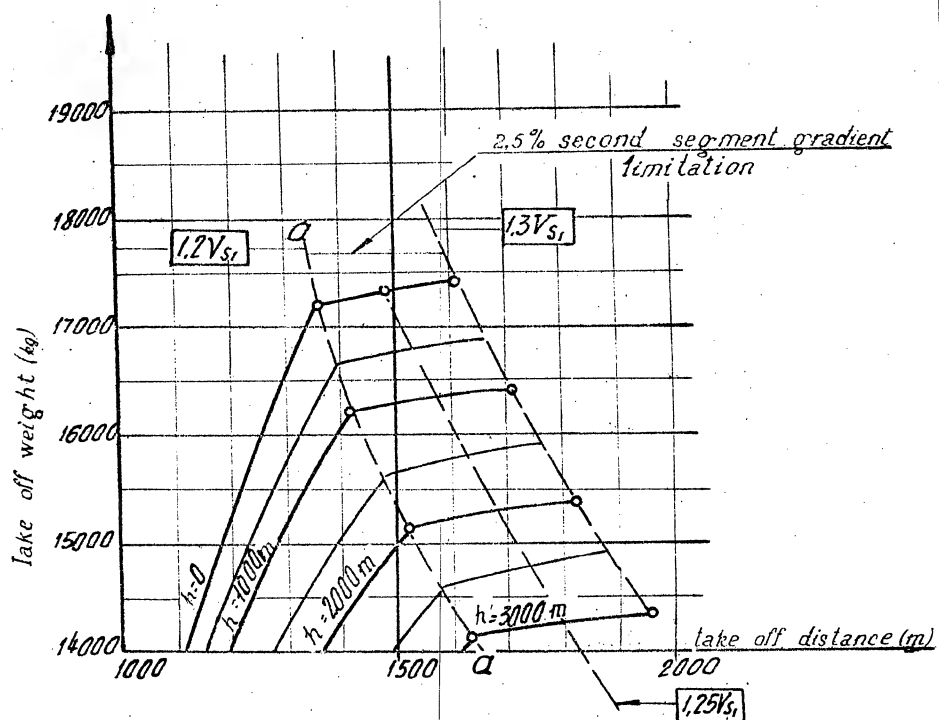 19000
2,5% second segment gradient
limitation
18000
a
1,2Vs₁
1,3Vs₁
17000
Take off weight (kg)
16000
15000
h=0
h=1000m
h=2000m
h=3000m
14000
take off distance (m)
1000
1500
a
2000
1,25Vs₁